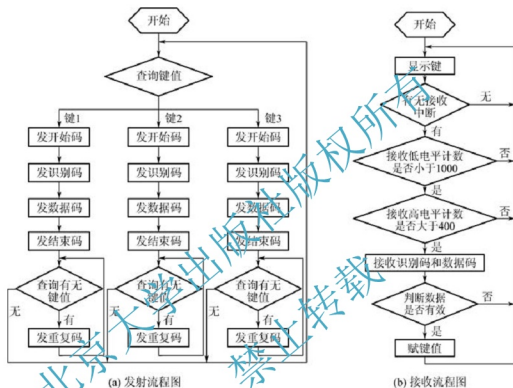 开始
查询键值
键1 键2 键3
发开始码 发开始码 发开始码
发识别码 发识别码 发识别码
发数据码 发数据码 发数据码
发结束码 发结束码 发结束码
查询有无键值 查询有无键值 查询有无键值
无 无 无
有 有 有
发重复码 发重复码 发重复码
(a) 发射流程图
开始
显示键
有无接收中断
无
有
接收低电平计数是否小于1000
否
是
接收高电平计数是否大于400
否
是
接收识别码和数据码
判断数据是否有效
否
是
赋键值
(b) 接收流程图
北京大学出版社版权所有
禁止转载